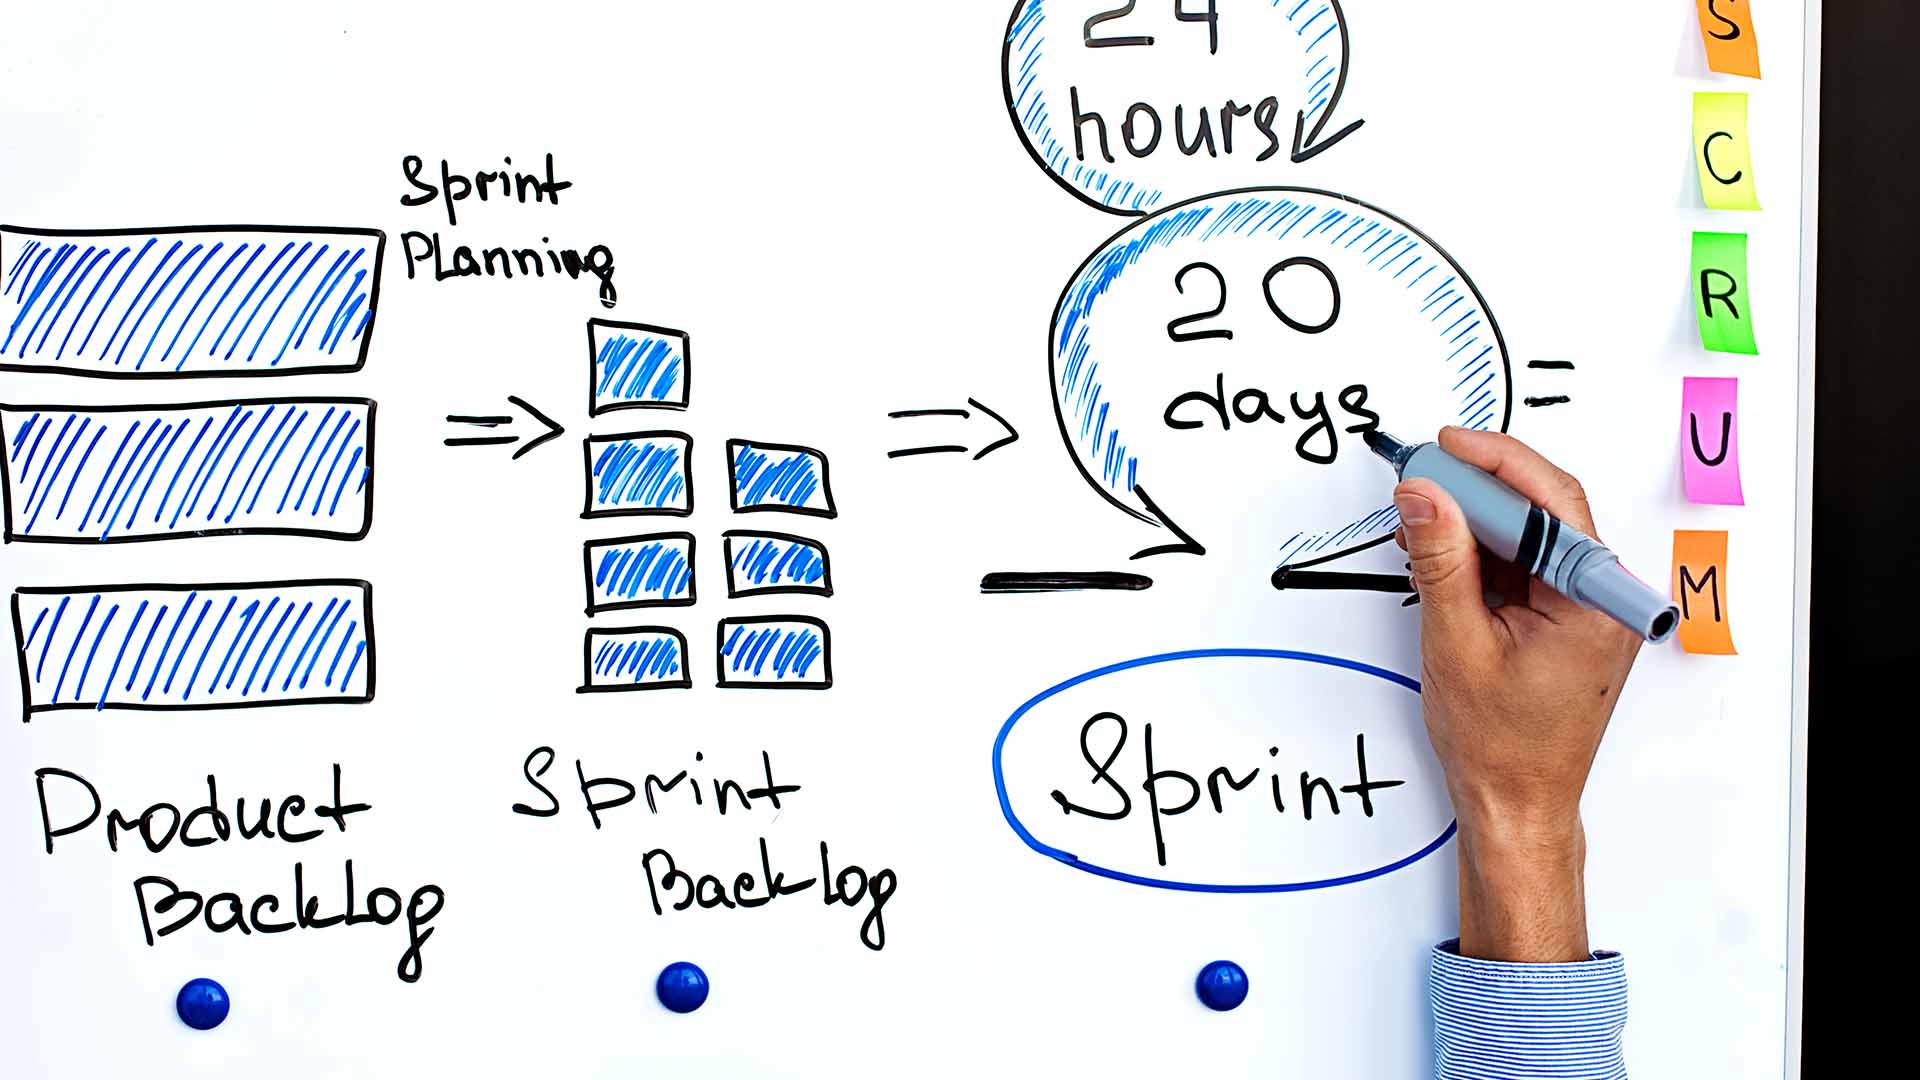 Sprint
Planning
Product
Backlog
Sprint
Backlog
24
hours
20
days
=
Sprint
S
C
R
U
M